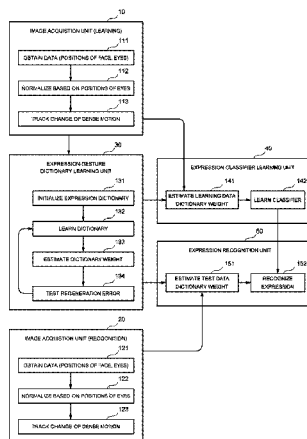 10
IMAGE ACQUISITION UNIT (LEARNING)
111
OBTAIN DATA (POSITIONS OF FACE, EYES)
112
NORMALIZE BASED ON POSITIONS OF EYES
113
TRACK CHANGE OF DENSE MOTION
30
EXPRESSION-GESTURE
DICTIONARY LEARNING UNIT
131
INITIALIZE EXPRESSION DICTIONARY
132
LEARN DICTIONARY
133
ESTIMATE DICTIONARY WEIGHT
134
TEST REGENERATION ERROR
40
EXPRESSION CLASSIFIER LEARNING UNIT
141
ESTIMATE LEARNING DATA
DICTIONARY WEIGHT
142
LEARN CLASSIFIER
50
EXPRESSION RECOGNITION UNIT
151
ESTIMATE TEST DATA
DICTIONARY WEIGHT
152
RECOGNIZE
EXPRESSION
20
IMAGE ACQUISITION UNIT (RECOGNITION)
121
OBTAIN DATA (POSITIONS OF FACE, EYES)
122
NORMALIZE BASED ON POSITIONS OF EYES
123
TRACK CHANGE OF DENSE MOTION